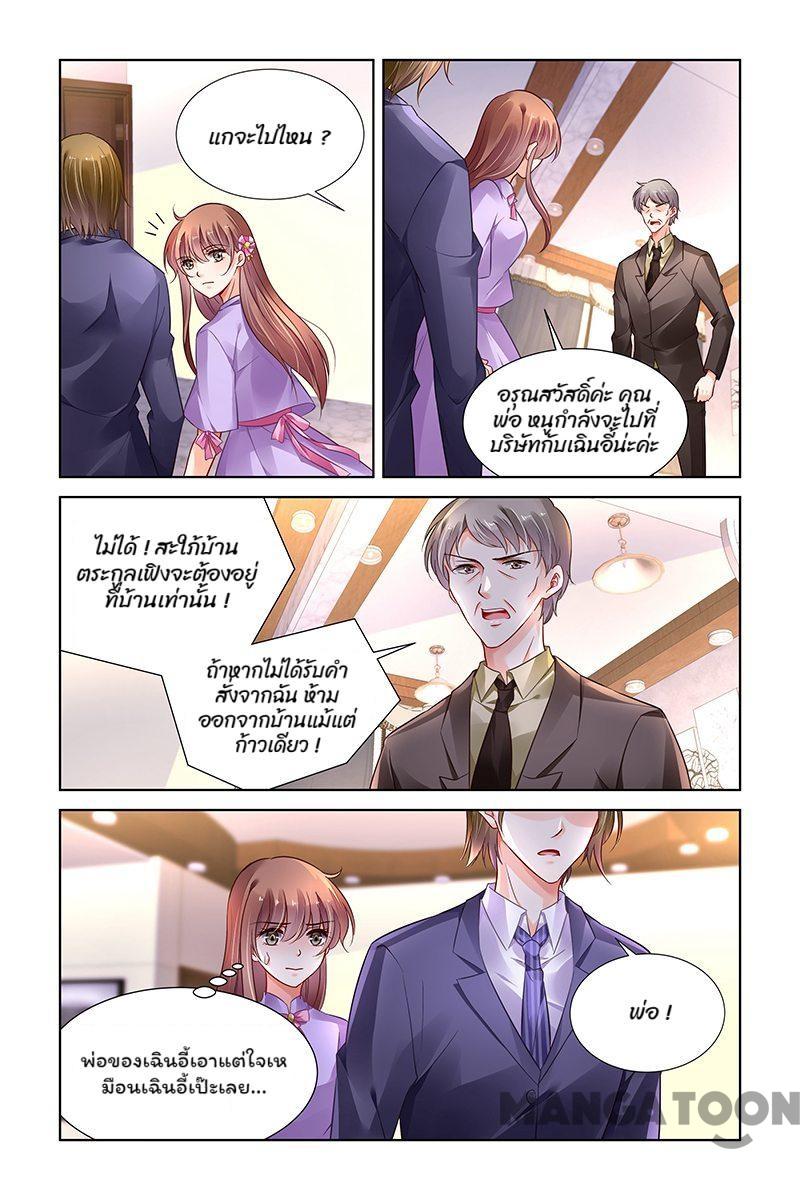 แกจะไปไหน ?
อรุณสวัสดิ์ค่ะ คุณ
พ่อ หนูกำลังจะไปที่
บริษัทกับเฉินอี้น่ะค่ะ
ไม่ได้ ! สะใภ้บ้าน
ตระกูลเฟิงจะต้องอยู่
ที่บ้านเท่านั้น !
ถ้าหากไม่ได้รับคำ
สั่งจากฉัน ห้าม
ออกจากบ้านแม้แต่
ก้าวเดียว !
พ่อ !
พ่อของเฉินอี้เอาแต่ใจเห
มือนเฉินอี้เป๊ะเลย...
MANGATOON